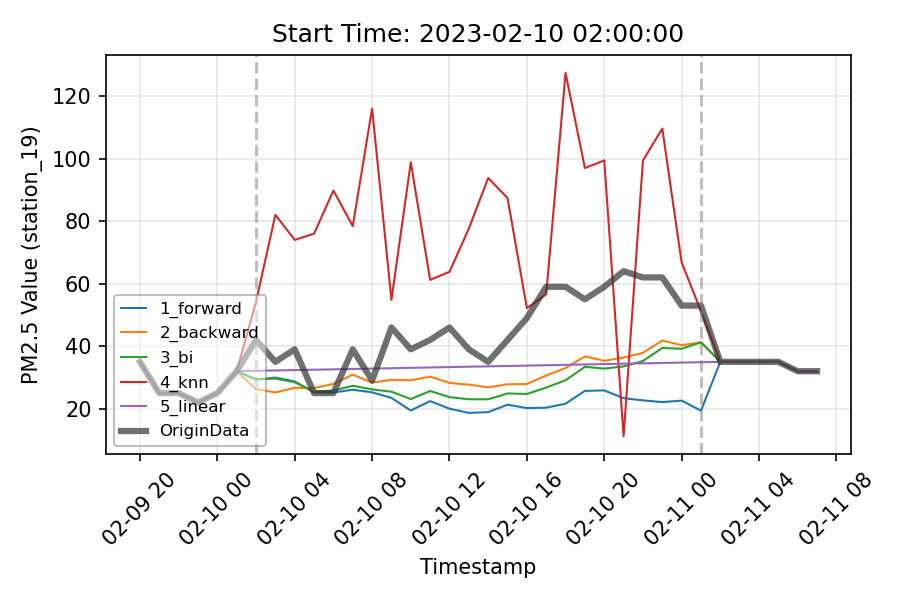 Start Time: 2023-02-10 02:00:00
PM2.5 Value (station_19)
120
100
80
60
40
20
1_forward
2_backward
3_bi
4_knn
5_linear
OriginData
02-09 20
02-10 00
02-10 04
02-10 08
02-10 12
02-10 16
02-10 20
02-11 00
02-11 04
02-11 08
Timestamp